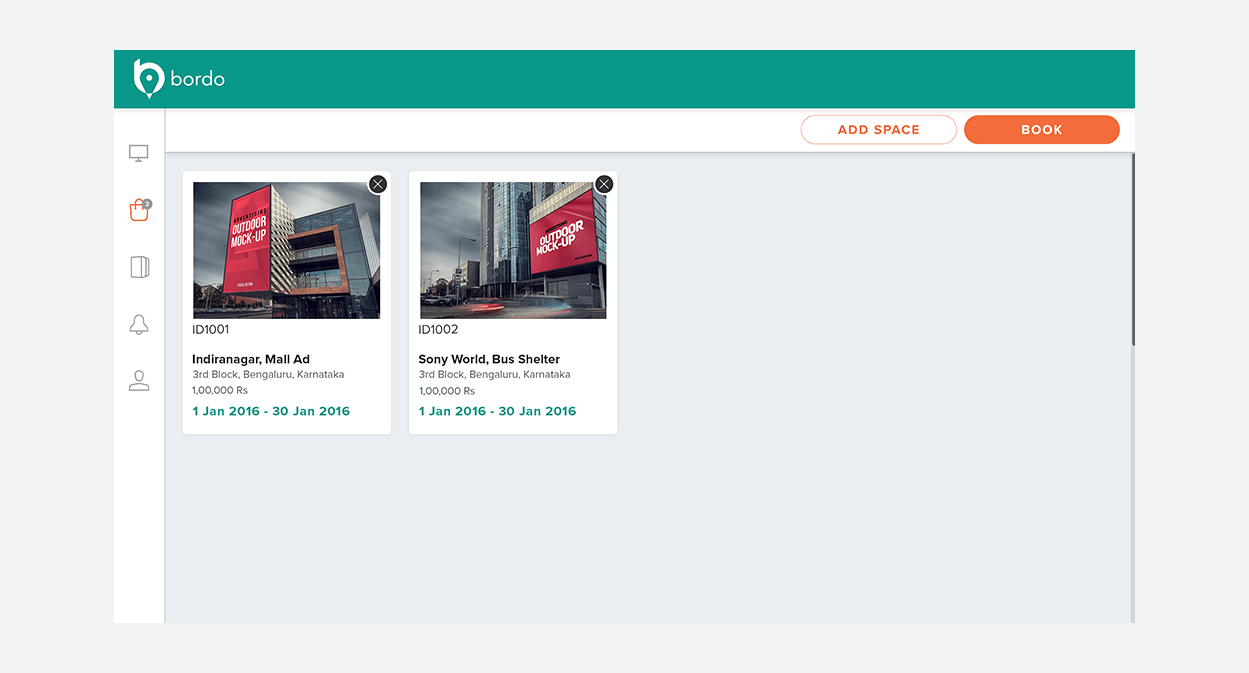 bordo
ADD SPACE
BOOK
2
ADVERTISING
OUTDOOR
MOCK-UP
ID1001
Indiranagar, Mall Ad
3rd Block, Bengaluru, Karnataka
1,00,000 Rs
1 Jan 2016 - 30 Jan 2016
ADVERTISING
OUTDOOR
MOCK-UP
ID1002
Sony World, Bus Shelter
3rd Block, Bengaluru, Karnataka
1,00,000 Rs
1 Jan 2016 - 30 Jan 2016